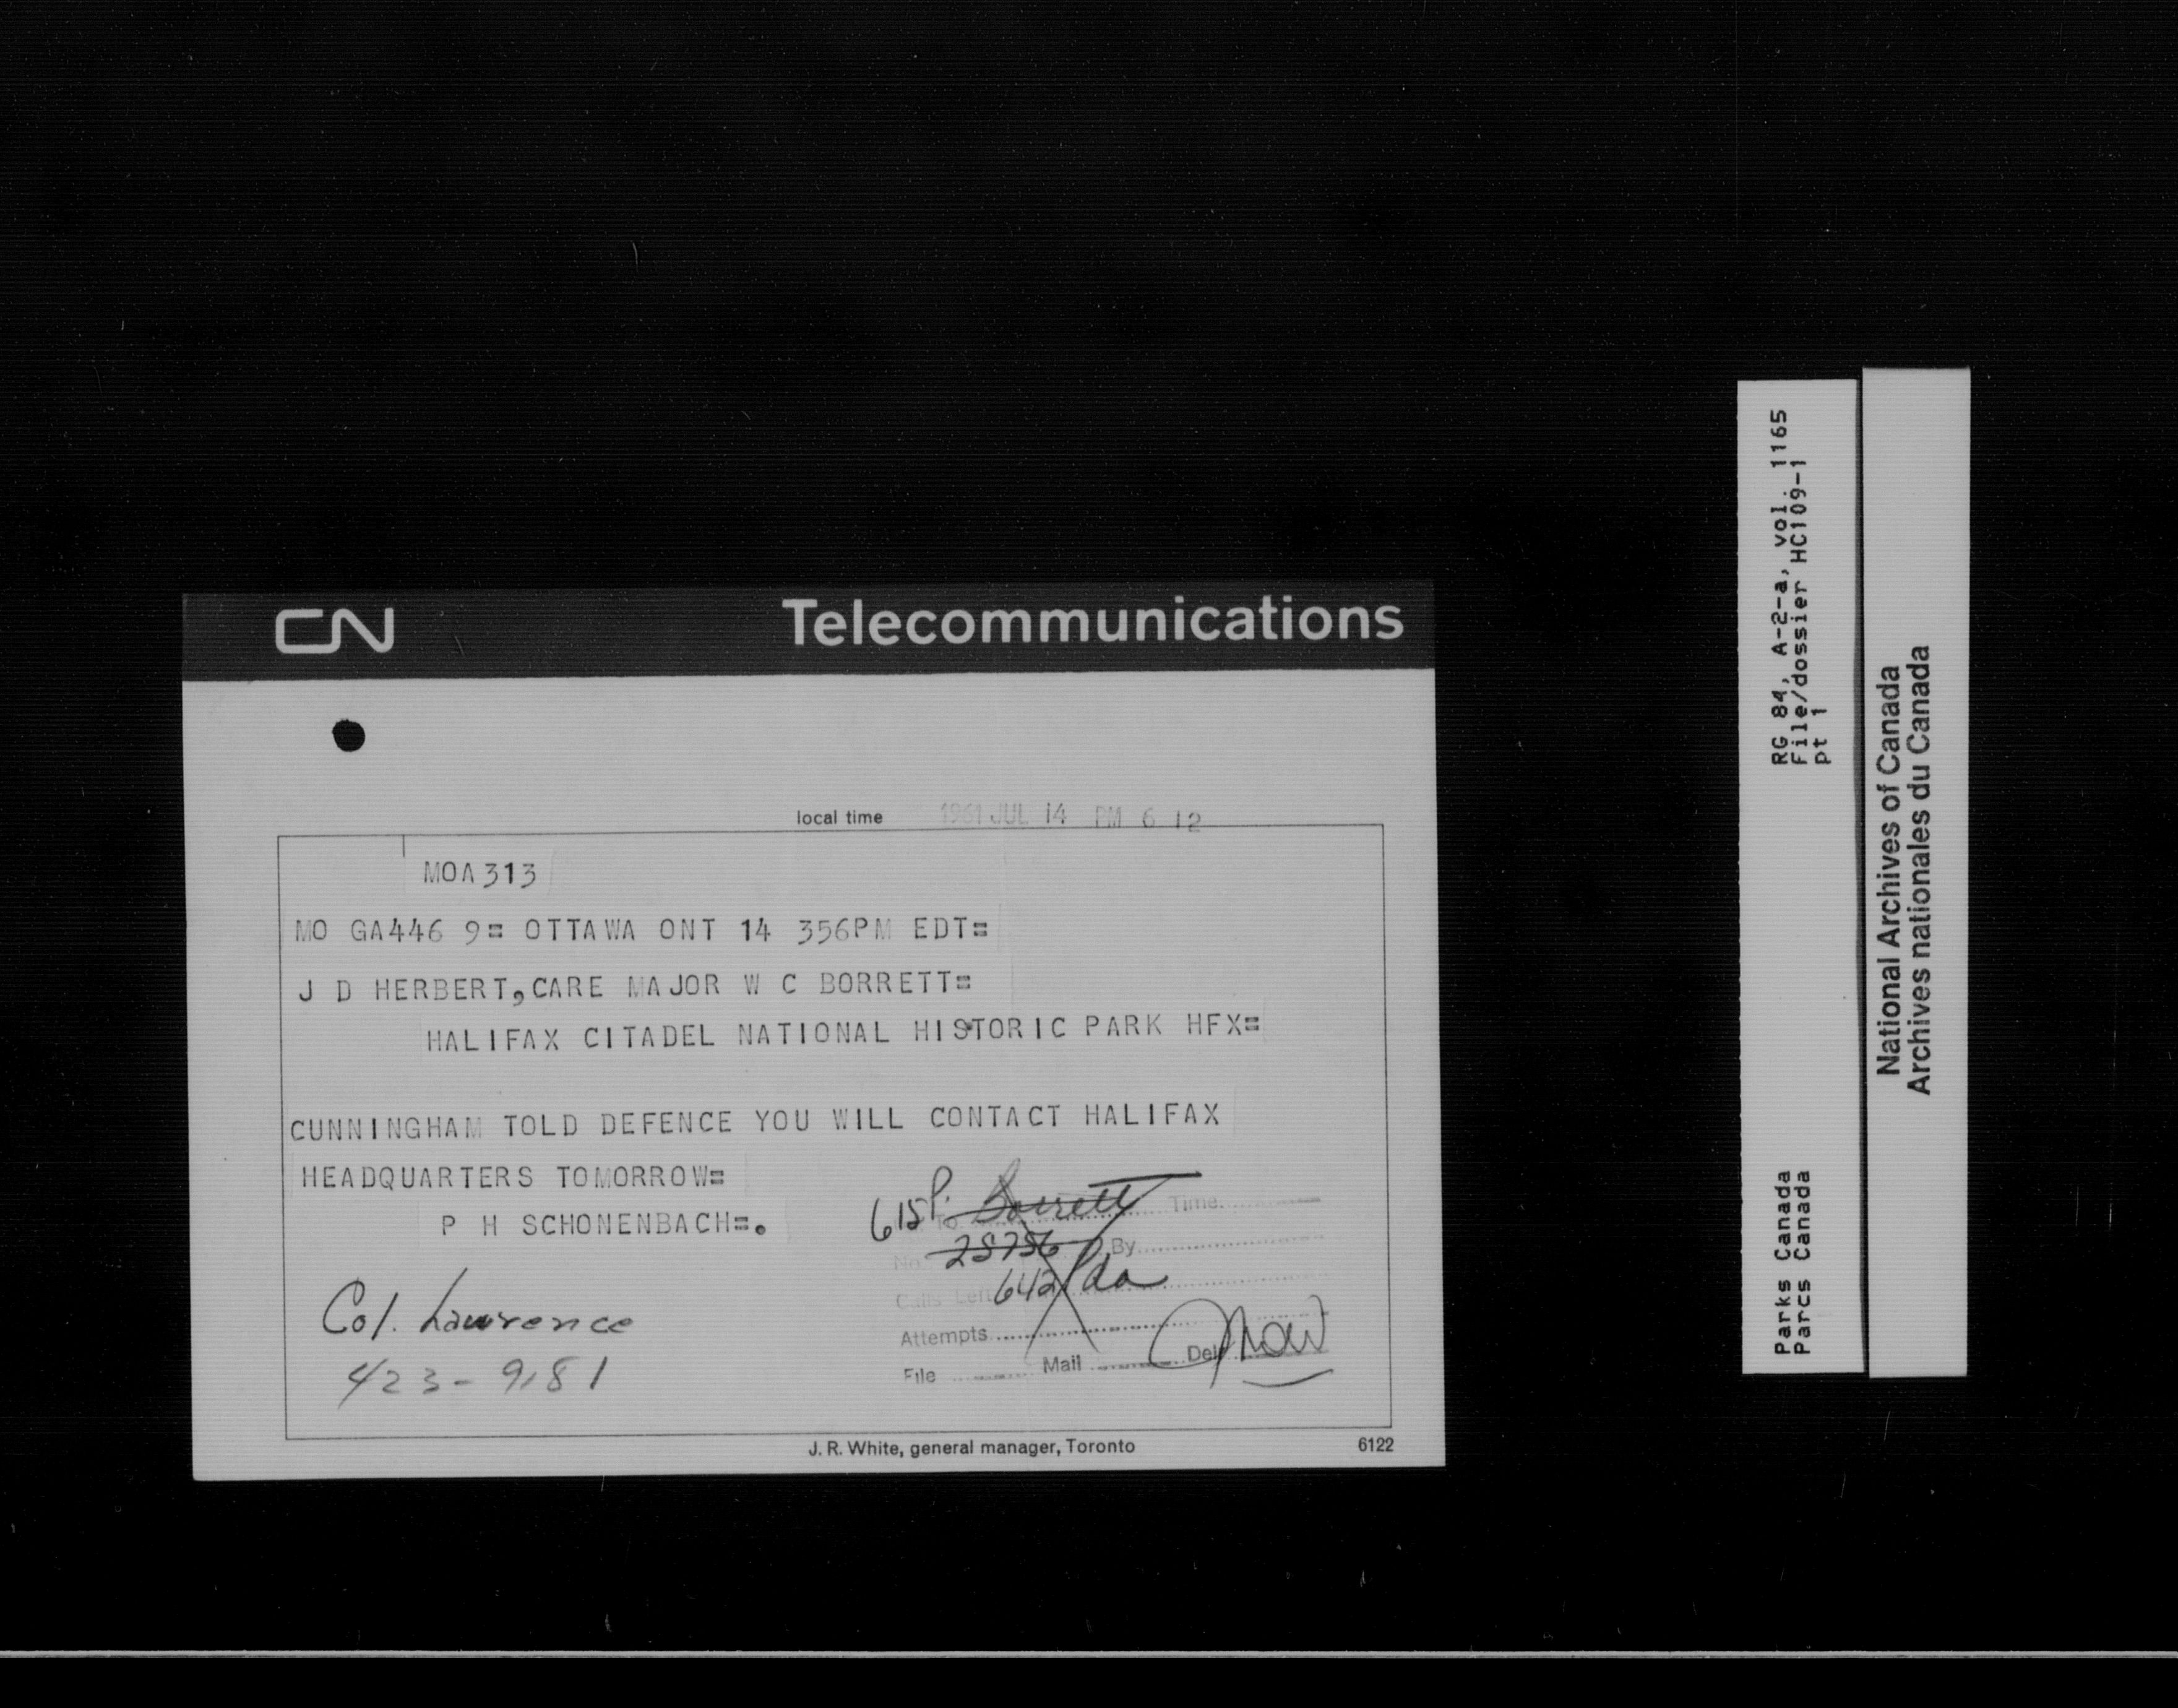 CN Telecommunications
local time 1961 JUL 14 PM 6 12
MOA313
MO GA446 9= OTTAWA ONT 14 356PM EDT=
J D HERBERT,CARE MAJOR W C BORRETT=
HALIFAX CITADEL NATIONAL HISTORIC PARK HFX=
CUNNINGHAM TOLD DEFENCE YOU WILL CONTACT HALIFAX
HEADQUARTERS TOMORROW=
P H SCHONENBACH=.
615P. To Borrett Time
No. 25756 By
Calls Left 642P da
Attempts
File Mail Del
Col. Lawrence
423-9181
J. R. White, general manager, Toronto 6122
RG 84, A-2-a, vol. 1165
File/dossier HC109-1
pt 1
Parks Canada
Parcs Canada
National Archives of Canada
Archives nationales du Canada